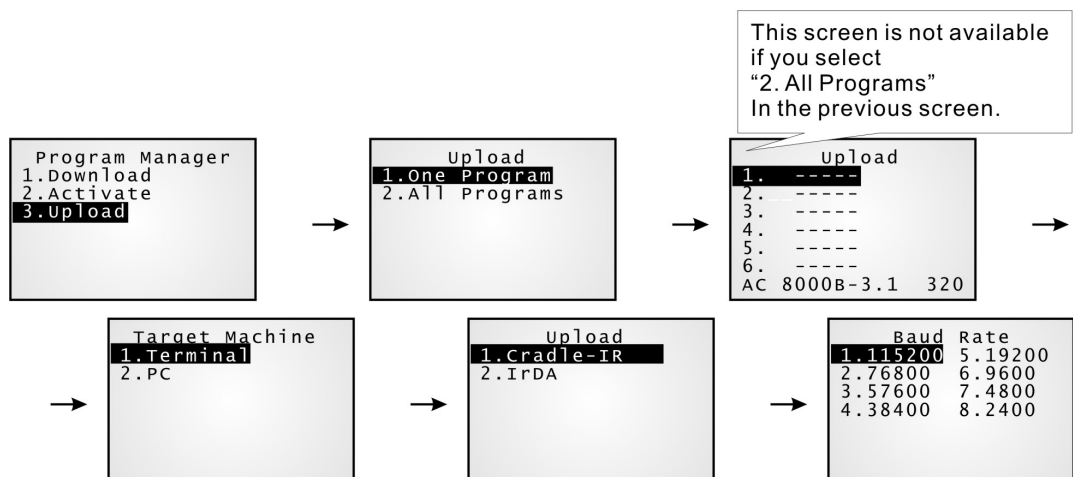 This screen is not available
if you select
“2. All Programs”
In the previous screen.
Program Manager
1.Download
2.Activate
3.Upload
Upload
1.One Program
2.All Programs
Upload
1. -----
2. -----
3. -----
4. -----
5. -----
6. -----
AC 8000B-3.1 320
Target Machine
1.Terminal
2.PC
Upload
1.Cradle-IR
2.IrDA
Baud Rate
1.115200 5.19200
2.76800 6.9600
3.57600 7.4800
4.38400 8.2400